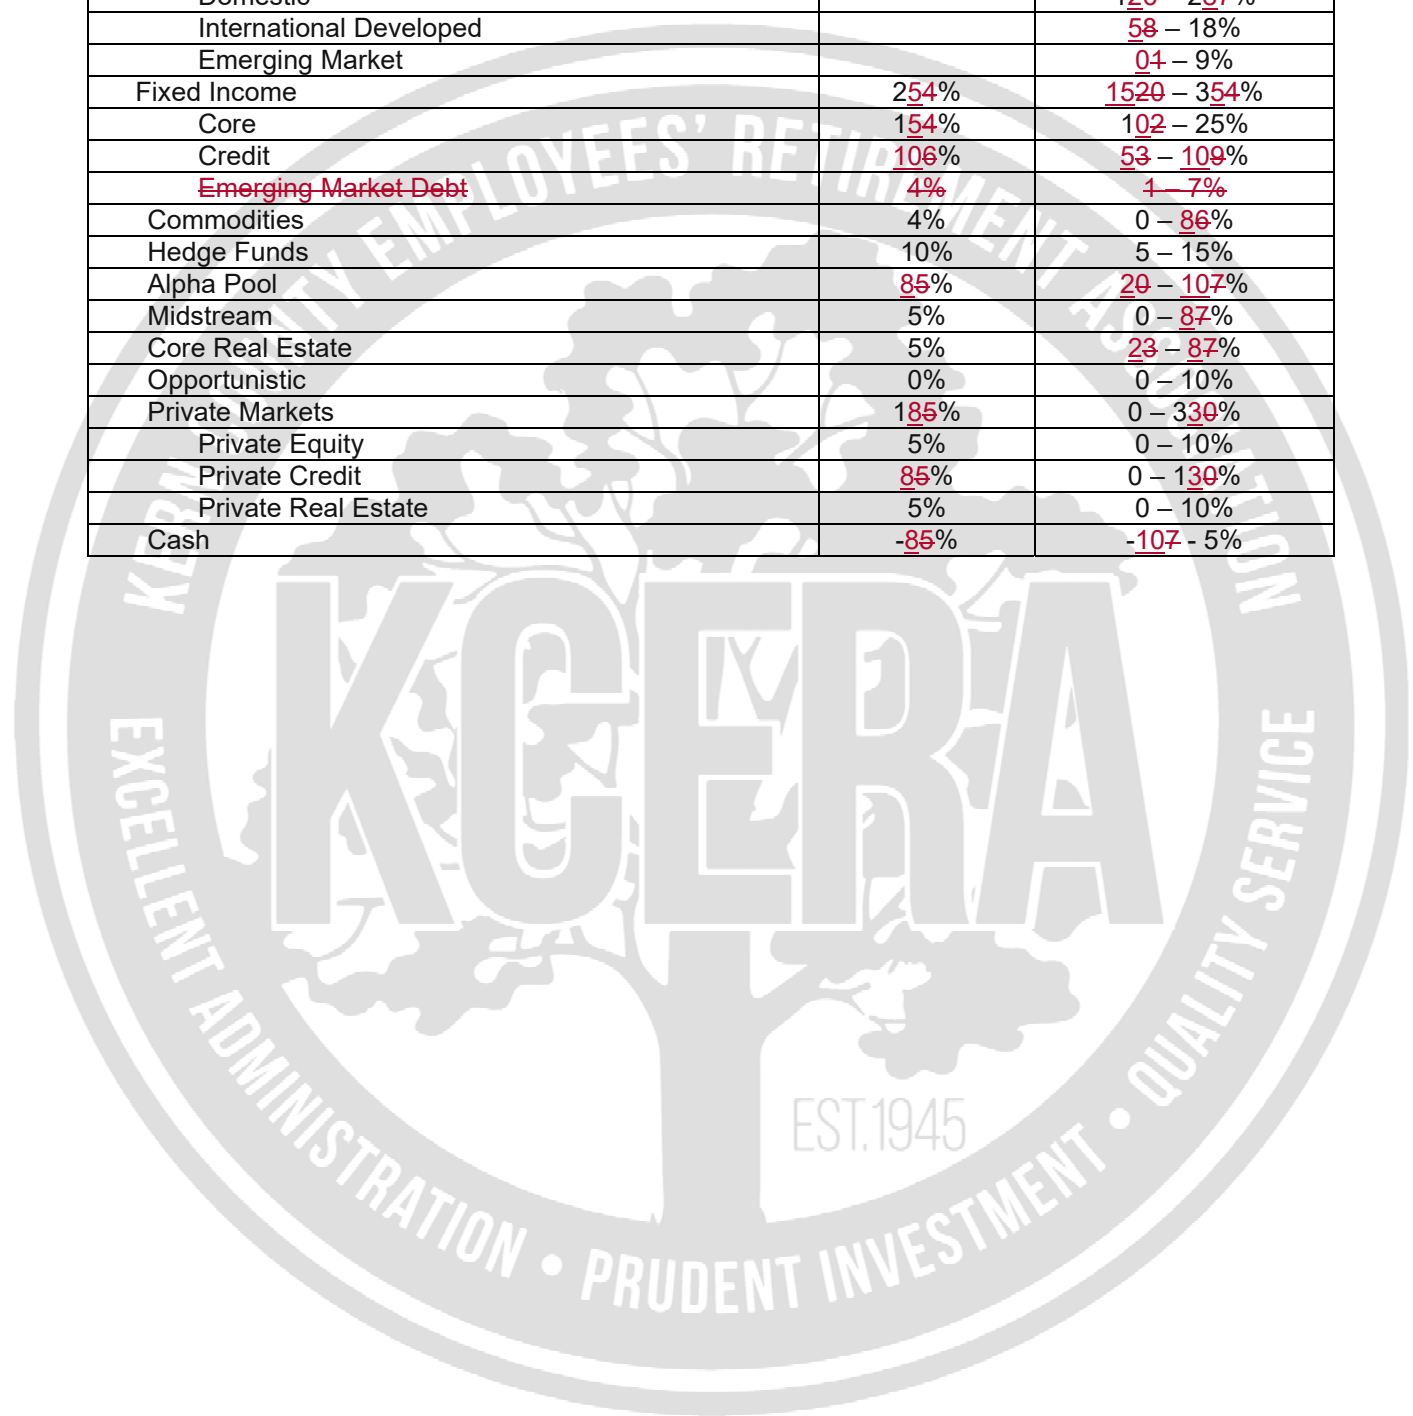 International Developed 58 – 18%
Emerging Market 01 – 9%
Fixed Income 254% 1520 – 354%
Core 154% 102 – 25%
Credit 106% 53 – 109%
Emerging Market Debt 4% 1 – 7%
Commodities 4% 0 – 86%
Hedge Funds 10% 5 – 15%
Alpha Pool 85% 20 – 107%
Midstream 5% 0 – 87%
Core Real Estate 5% 23 – 87%
Opportunistic 0% 0 – 10%
Private Markets 185% 0 – 330%
Private Equity 5% 0 – 10%
Private Credit 85% 0 – 130%
Private Real Estate 5% 0 – 10%
Cash -85% -107 - 5%
KERN COUNTY EMPLOYEES’ RETIREMENT ASSOCIATION
KCERA
EST.1945
EXCELLENT ADMINISTRATION • PRUDENT INVESTMENT • QUALITY SERVICE